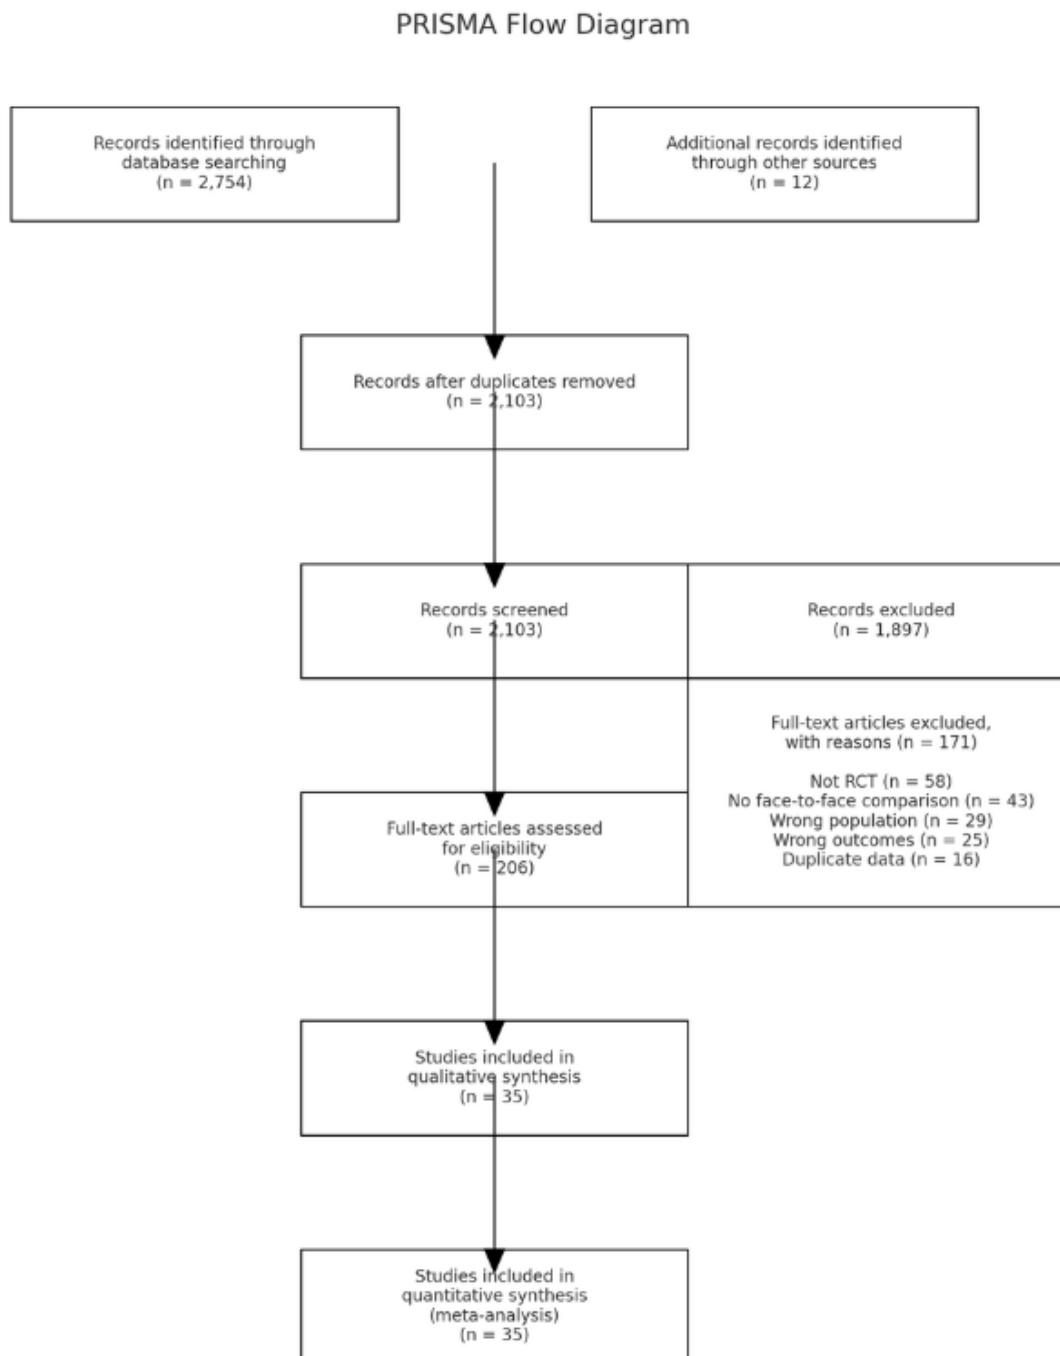 PRISMA Flow Diagram
Records identified through
database searching
(n = 2,754)
Additional records identified
through other sources
(n = 12)
Records after duplicates removed
(n = 2,103)
Records screened
(n = 2,103)
Records excluded
(n = 1,897)
Full-text articles excluded,
with reasons (n = 171)
Not RCT (n = 58)
No face-to-face comparison (n = 43)
Wrong population (n = 29)
Wrong outcomes (n = 25)
Duplicate data (n = 16)
Full-text articles assessed
for eligibility
(n = 206)
Studies included in
qualitative synthesis
(n = 35)
Studies included in
quantitative synthesis
(meta-analysis)
(n = 35)